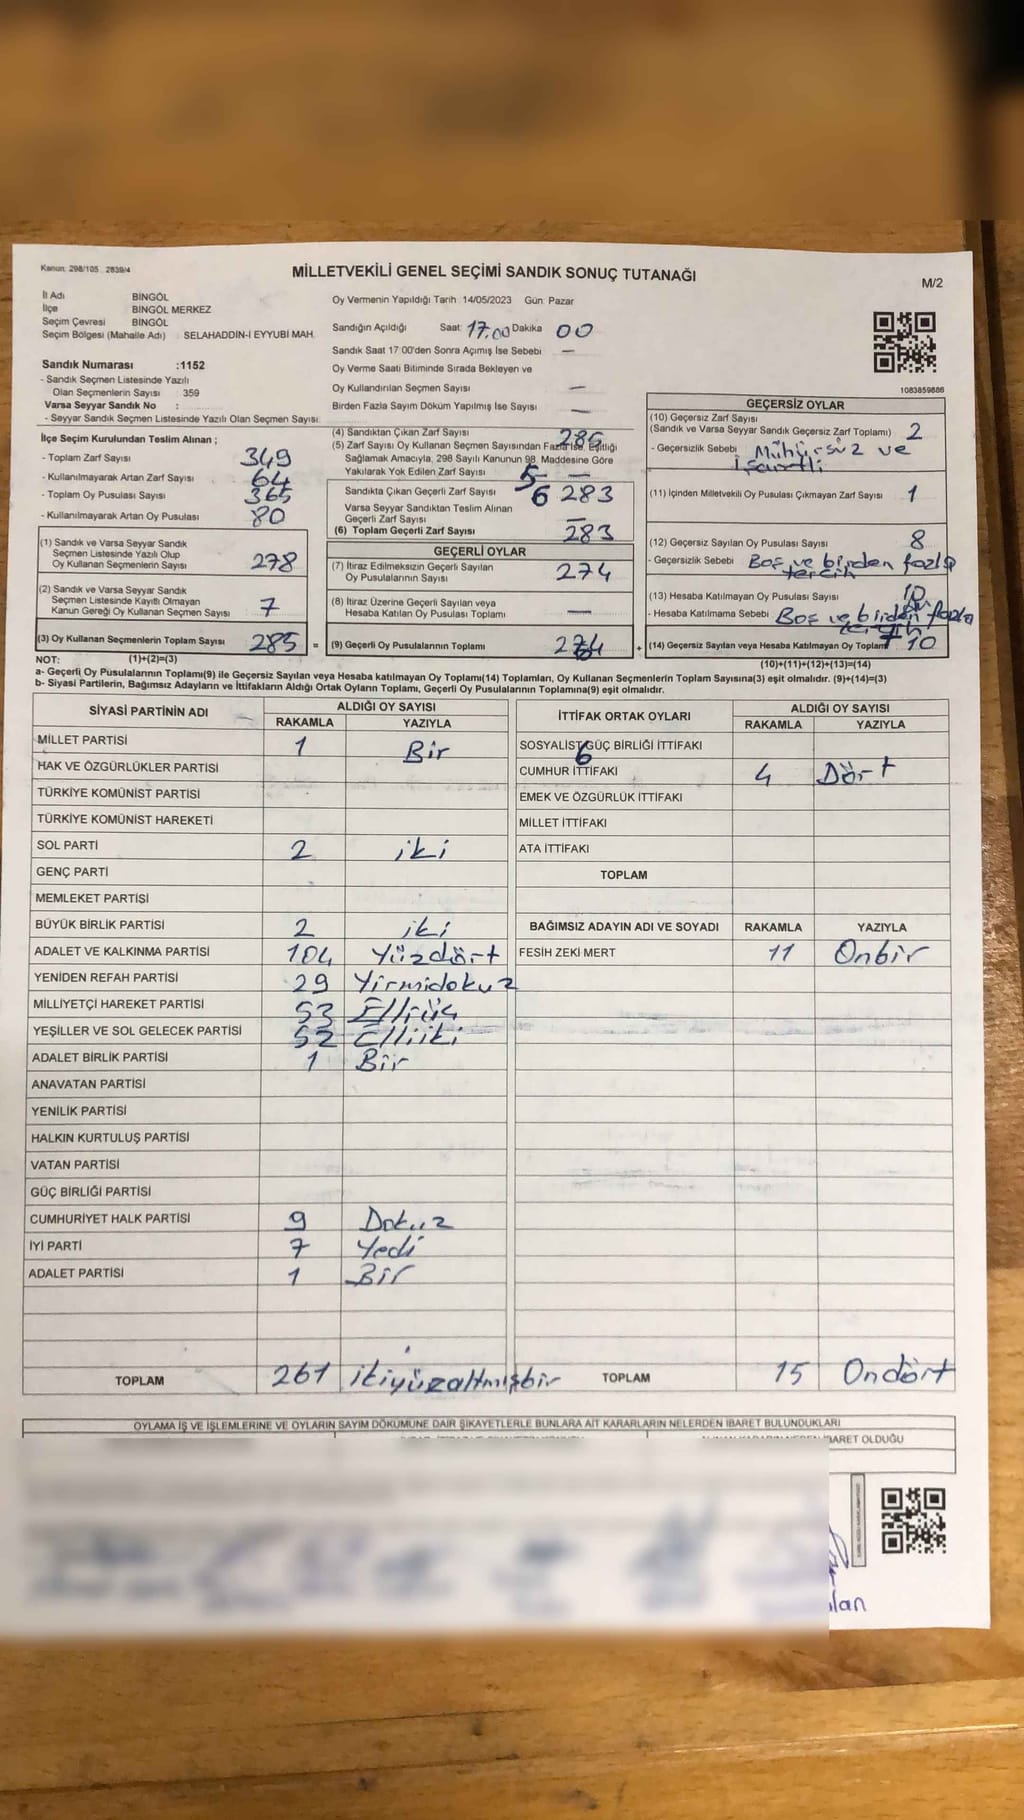 Kanun: 298/105 2839/4
MİLLETVEKİLİ GENEL SEÇİMİ SANDIK SONUÇ TUTANAĞI
M/2
İl Adı BİNGÖL
İlçe BİNGÖL MERKEZ
Seçim Çevresi BİNGÖL
Seçim Bölgesi (Mahalle Adı) : SELAHADDİN-İ EYYUBİ MAH.
Oy Vermenin Yapıldığı Tarih 14/05/2023 Gün: Pazar
Sandığın Açıldığı Saat 17.00 Dakika 00
Sandık Saat 17:00'den Sonra Açımış İse Sebebi —
Oy Verme Saati Bitiminde Sırada Bekleyen ve
Oy Kullandırılan Seçmen Sayısı —
Birden Fazla Sayım Döküm Yapılmış İse Sayısı —
1083859886
Sandık Numarası :1152
- Sandık Seçmen Listesinde Yazılı
Olan Seçmenlerin Sayısı : 359
Varsa Seyyar Sandık No :
- Seyyar Sandık Seçmen Listesinde Yazılı Olan Seçmen Sayısı:
İlçe Seçim Kurulundan Teslim Alınan ;
- Toplam Zarf Sayısı 349
- Kullanılmayarak Artan Zarf Sayısı 64
- Toplam Oy Pusulası Sayısı 365
- Kullanılmayarak Artan Oy Pusulası 80
(1) Sandık ve Varsa Seyyar Sandık
Seçmen Listesinde Yazılı Olup
Oy Kullanan Seçmenlerin Sayısı 278
(2) Sandık ve Varsa Seyyar Sandık
Seçmen Listesinde Kayıtlı Olmayan
Kanun Gereği Oy Kullanan Seçmen Sayısı 7
(3) Oy Kullanan Seçmenlerin Toplam Sayısı 285 =
(1)+(2)=(3)
(4) Sandıktan Çıkan Zarf Sayısı 285
(5) Zarf Sayısı Oy Kullanan Seçmen Sayısından Fazla İse, Eşitliği
Sağlamak Amacıyla, 298 Sayılı Kanunun 98. Maddesine Göre
Yakılarak Yok Edilen Zarf Sayısı —
5
Sandıkta Çıkan Geçerli Zarf Sayısı 6 283
Varsa Seyyar Sandıktan Teslim Alınan
Geçerli Zarf Sayısı —
(6) Toplam Geçerli Zarf Sayısı 283
GEÇERLİ OYLAR
(7) İtiraz Edilmeksizin Geçerli Sayılan
Oy Pusulalarının Sayısı 274
(8) İtiraz Üzerine Geçerli Sayılan veya
Hesaba Katılan Oy Pusulası Toplamı —
(9) Geçerli Oy Pusulalarının Toplamı +
GEÇERSİZ OYLAR
(10) Geçersiz Zarf Sayısı
(Sandık ve Varsa Seyyar Sandık Geçersiz Zarf Toplamı) 2
- Geçersizlik Sebebi Mühürsüz ve
İşaretli
(11) İçinden Milletvekili Oy Pusulası Çıkmayan Zarf Sayısı 1
(12) Geçersiz Sayılan Oy Pusulası Sayısı 8
- Geçersizlik Sebebi Boş ve birden fazla
tercih
(13) Hesaba Katılmayan Oy Pusulası Sayısı
- Hesaba Katılmama Sebebi Boş ve birden fazla
tercih
(14) Geçersiz Sayılan veya Hesaba Katılmayan Oy Toplamı 10
(10)+(11)+(12)+(13)=(14)
NOT:
a- Geçerli Oy Pusulalarının Toplamı(9) ile Geçersiz Sayılan veya Hesaba Katılmayan Oy Toplamı(14) Toplamları, Oy Kullanan Seçmenlerin Toplam Sayısına(3) eşit olmalıdır. (9)+(14)=(3)
b- Siyasi Partilerin, Bağımsız Adayların ve İttifakların Aldığı Ortak Oyların Toplamı, Geçerli Oy Pusulalarının Toplamına(9) eşit olmalıdır.
SİYASİ PARTİNİN ADI ALDIĞI OY SAYISI
RAKAMLA YAZIYLA
MİLLET PARTİSİ 1 Bir
HAK VE ÖZGÜRLÜKLER PARTİSİ
TÜRKİYE KOMÜNİST PARTİSİ
TÜRKİYE KOMÜNİST HAREKETİ
SOL PARTİ 2 iki
GENÇ PARTİ
MEMLEKET PARTİSİ
BÜYÜK BİRLİK PARTİSİ 2 iki
ADALET VE KALKINMA PARTİSİ 104 Yüzdört
YENİDEN REFAH PARTİSİ 29 Yirmidokuz
MİLLİYETÇİ HAREKET PARTİSİ 53 Elliüç
YEŞİLLER VE SOL GELECEK PARTİSİ 52 Elliiki
ADALET BİRLİK PARTİSİ 1 Bir
ANAVATAN PARTİSİ
YENİLİK PARTİSİ
HALKIN KURTULUŞ PARTİSİ
VATAN PARTİSİ
GÜÇ BİRLİĞİ PARTİSİ
CUMHURİYET HALK PARTİSİ 9 Dokuz
İYİ PARTİ 7 Yedi
ADALET PARTİSİ 1 Bir
TOPLAM 261 ikiyüzaltmışbir
İTTİFAK ORTAK OYLARI ALDIĞI OY SAYISI
RAKAMLA YAZIYLA
SOSYALİST GÜÇ BİRLİĞİ İTTİFAKI
6
CUMHUR İTTİFAKI 4 Dört
EMEK VE ÖZGÜRLÜK İTTİFAKI
MİLLET İTTİFAKI
ATA İTTİFAKI
TOPLAM
BAĞIMSIZ ADAYIN ADI VE SOYADI RAKAMLA YAZIYLA
FESİH ZEKİ MERT 11 Onbir
TOPLAM 15 Ondört
OYLAMA İŞ VE İŞLEMLERİNE VE OYLARIN SAYIM DÖKÜMÜNE DAİR ŞİKAYETLERLE BUNLARA AİT KARARLARIN NELERDEN İBARET BULUNDUKLARI
İBARET OLDUĞU